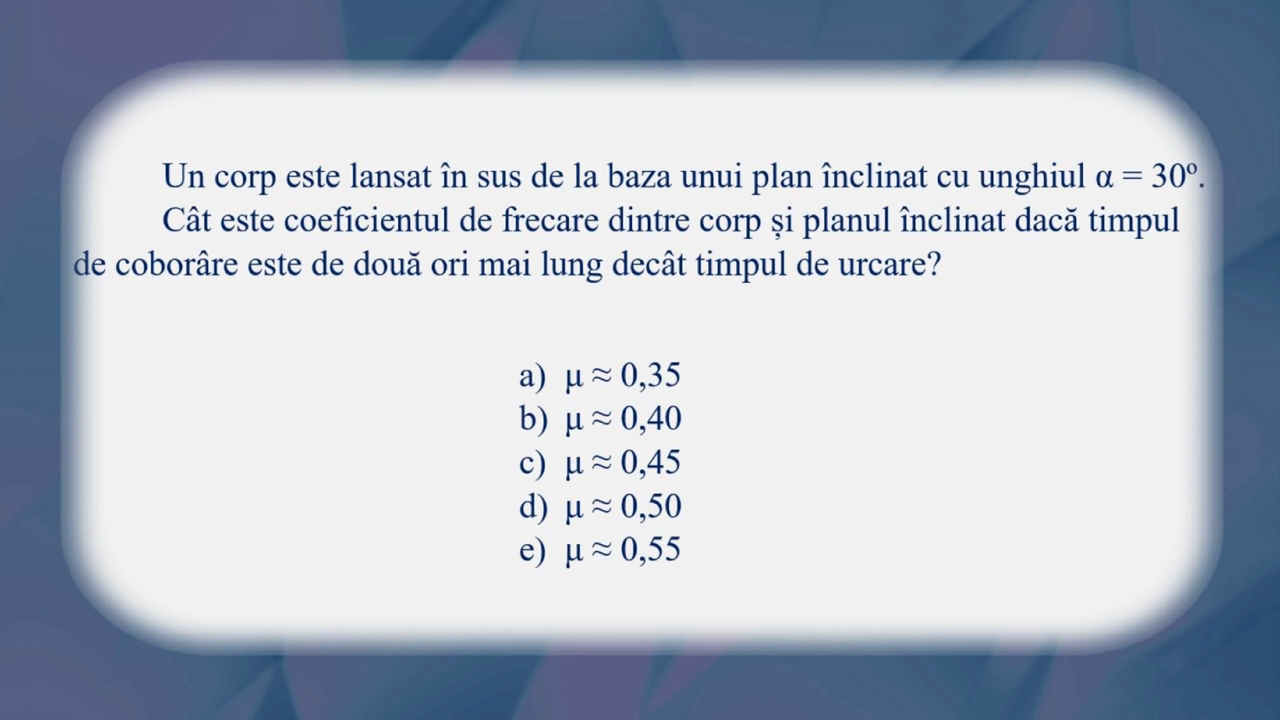 Un corp este lansat în sus de la baza unui plan înclinat cu unghiul α = 30º.
Cât este coeficientul de frecare dintre corp și planul înclinat dacă timpul
de coborâre este de două ori mai lung decât timpul de urcare?
a) μ ≈ 0,35
b) μ ≈ 0,40
c) μ ≈ 0,45
d) μ ≈ 0,50
e) μ ≈ 0,55